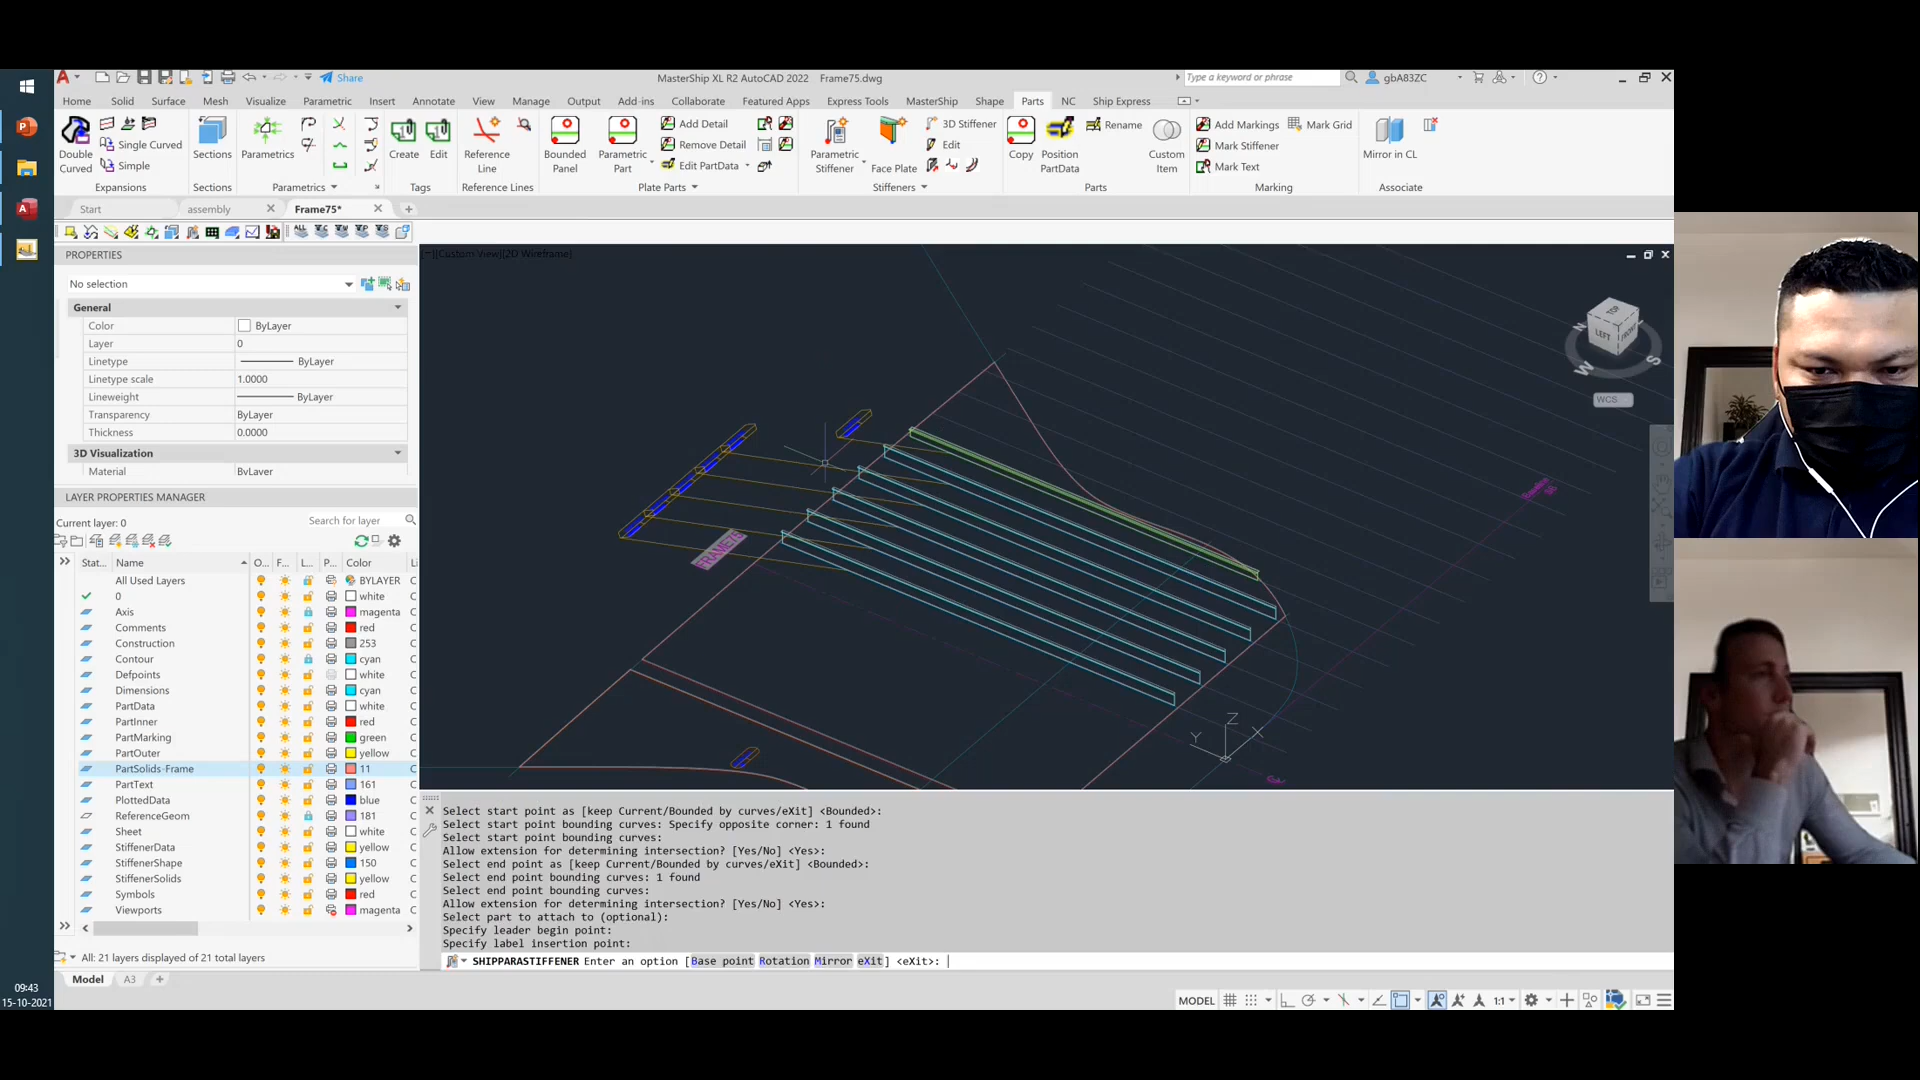 Share
MasterShip XL R2 AutoCAD 2022 Frame75.dwg
Type a keyword or phrase
gbA83ZC
Home Solid Surface Mesh Visualize Parametric Insert Annotate View Manage Output Add-ins Collaborate Featured Apps Express Tools MasterShip Shape Parts NC Ship Express
Double Curved
Single Curved
Simple
Sections
Parametrics
Create
Edit
Reference Line
Bounded Panel
Parametric Part
Add Detail
Remove Detail
Edit PartData
Parametric Stiffener
Face Plate
3D Stiffener
Edit
Copy
Position PartData
Rename
Custom Item
Add Markings
Mark Grid
Mark Stiffener
Mark Text
Mirror in CL
Expansions Sections Parametrics Tags Reference Lines Plate Parts Stiffeners Parts Marking Associate
Start assembly Frame75*
ALL
PROPERTIES
No selection
General
Color ByLayer
Layer 0
Linetype ByLayer
Linetype scale 1.0000
Lineweight ByLayer
Transparency ByLayer
Thickness 0.0000
3D Visualization
Material ByLayer
LAYER PROPERTIES MANAGER
Current layer: 0
Search for layer
Stat... Name O... F... L... P... Color Li
All Used Layers BYLAYER C
0 white C
Axis magenta C
Comments red C
Construction 253 C
Contour cyan C
Defpoints white C
Dimensions cyan C
PartData white C
PartInner red C
PartMarking green C
PartOuter yellow C
PartSolids-Frame 11 C
PartText 161 C
PlottedData blue C
ReferenceGeom 181 C
Sheet white C
StiffenerData yellow C
StiffenerShape 150 C
StiffenerSolids yellow C
Symbols red C
Viewports magenta C
All: 21 layers displayed of 21 total layers
Model A3
[−][Custom View][2D Wireframe]
FRAME75
TOP
LEFT
FRONT
N
W
S
WCS
Z
Y
X
Select start point as [keep Current/Bounded by curves/eXit] <Bounded>:
Select start point bounding curves: Specify opposite corner: 1 found
Select start point bounding curves:
Allow extension for determining intersection? [Yes/No] <Yes>:
Select end point as [keep Current/Bounded by curves/eXit] <Bounded>:
Select end point bounding curves: 1 found
Select end point bounding curves:
Allow extension for determining intersection? [Yes/No] <Yes>:
Select part to attach to (optional):
Specify leader begin point:
Specify label insertion point:
SHIPPARASTIFFENER Enter an option [Base point Rotation Mirror eXit] <eXit>:
MODEL
1:1
09:43
15-10-2021